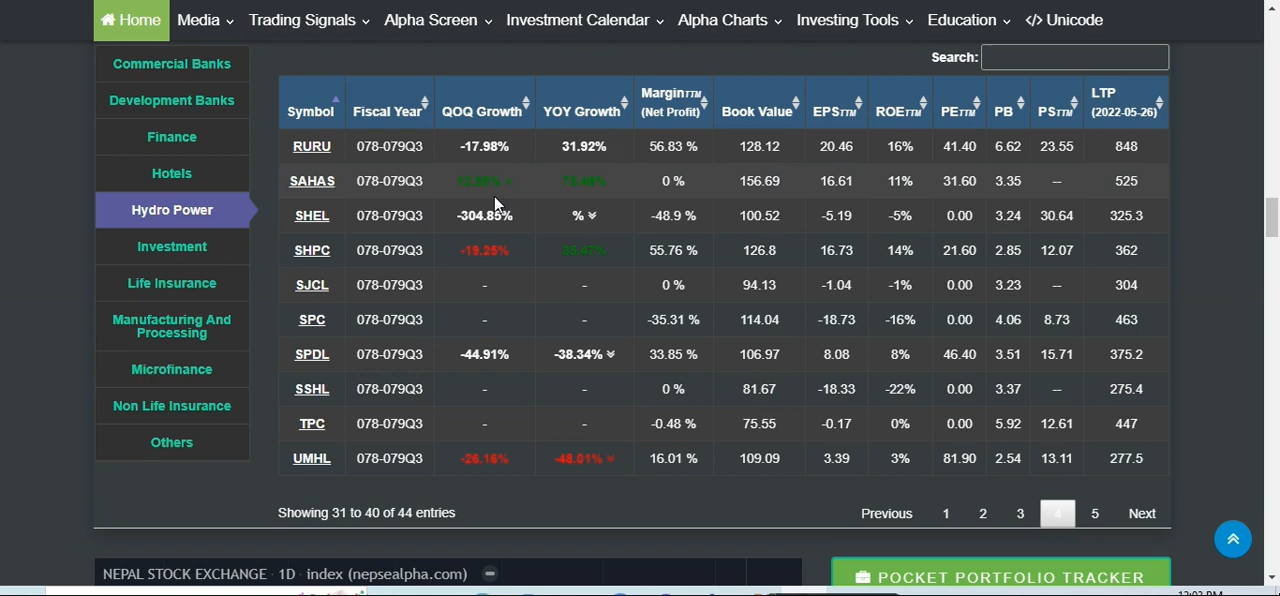 Home Media Trading Signals Alpha Screen Investment Calendar Alpha Charts Investing Tools Education </> Unicode
Commercial Banks
Development Banks
Finance
Hotels
Hydro Power
Investment
Life Insurance
Manufacturing And
Processing
Microfinance
Non Life Insurance
Others
Search:
Symbol Fiscal Year QOQ Growth YOY Growth MarginTTM (Net Profit) Book Value EPSTTM ROETTM PETTM PB PSTTM LTP (2022-05-26)
RURU 078-079Q3 -17.98% 31.92% 56.83 % 128.12 20.46 16% 41.40 6.62 23.55 848
SAHAS 078-079Q3 0 % 156.69 16.61 11% 31.60 3.35 -- 525
SHEL 078-079Q3 -304.85% % -48.9 % 100.52 -5.19 -5% 0.00 3.24 30.64 325.3
SHPC 078-079Q3 -19.25% 35.47% 55.76 % 126.8 16.73 14% 21.60 2.85 12.07 362
SJCL 078-079Q3 - - 0 % 94.13 -1.04 -1% 0.00 3.23 -- 304
SPC 078-079Q3 - - -35.31 % 114.04 -18.73 -16% 0.00 4.06 8.73 463
SPDL 078-079Q3 -44.91% -38.34% 33.85 % 106.97 8.08 8% 46.40 3.51 15.71 375.2
SSHL 078-079Q3 - - 0 % 81.67 -18.33 -22% 0.00 3.37 -- 275.4
TPC 078-079Q3 - - -0.48 % 75.55 -0.17 0% 0.00 5.92 12.61 447
UMHL 078-079Q3 -26.16% -48.01% 16.01 % 109.09 3.39 3% 81.90 2.54 13.11 277.5
Showing 31 to 40 of 44 entries
Previous 1 2 3 4 5 Next
NEPAL STOCK EXCHANGE · 1D · index (nepsealpha.com)
POCKET PORTFOLIO TRACKER